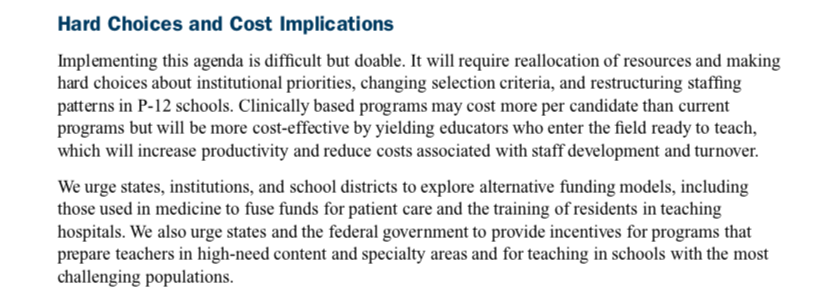 Hard Choices and Cost Implications
Implementing this agenda is difficult but doable. It will require reallocation of resources and making
hard choices about institutional priorities, changing selection criteria, and restructuring staffing
patterns in P-12 schools. Clinically based programs may cost more per candidate than current
programs but will be more cost-effective by yielding educators who enter the field ready to teach,
which will increase productivity and reduce costs associated with staff development and turnover.
We urge states, institutions, and school districts to explore alternative funding models, including
those used in medicine to fuse funds for patient care and the training of residents in teaching
hospitals. We also urge states and the federal government to provide incentives for programs that
prepare teachers in high-need content and specialty areas and for teaching in schools with the most
challenging populations.